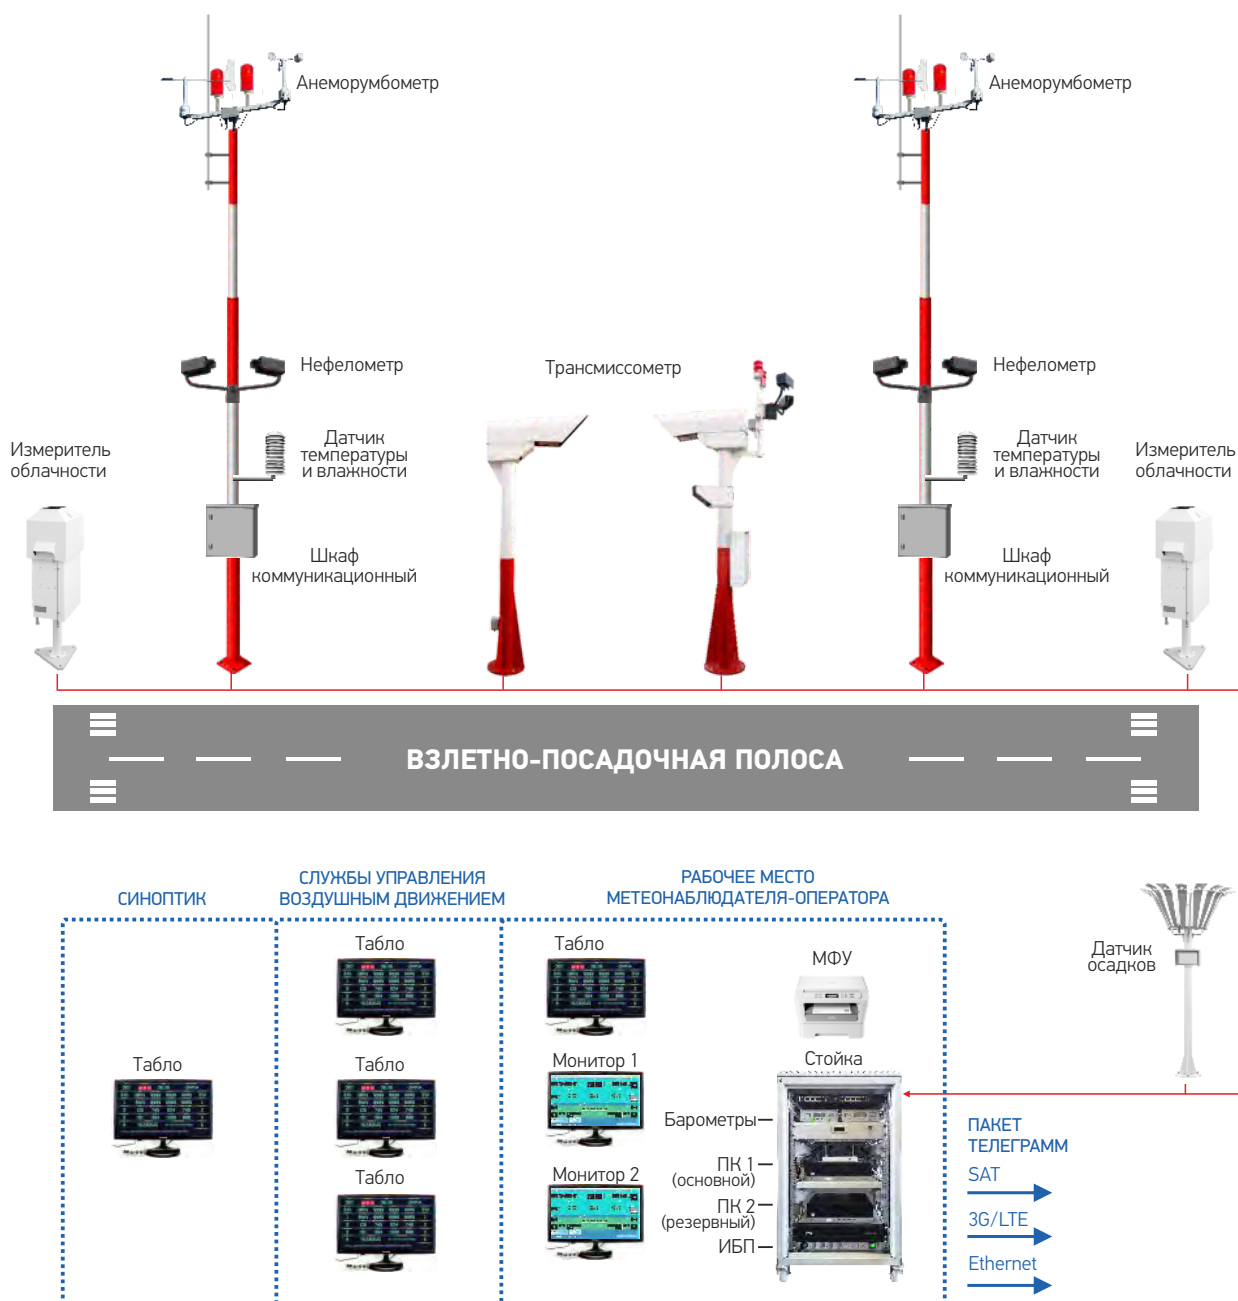 Анеморумбометр
Анеморумбометр
Нефелометр
Трансмиссометр
Нефелометр
Измеритель
облачности
Датчик
температуры
и влажности
Датчик
температуры
и влажности
Измеритель
облачности
Шкаф
коммуникационный
Шкаф
коммуникационный
ВЗЛЕТНО-ПОСАДОЧНАЯ ПОЛОСА
СИНОПТИК
СЛУЖБЫ УПРАВЛЕНИЯ
ВОЗДУШНЫМ ДВИЖЕНИЕМ
РАБОЧЕЕ МЕСТО
МЕТЕОНАБЛЮДАТЕЛЯ-ОПЕРАТОРА
Табло
Табло
Табло
Табло
Табло
Монитор 1
Монитор 2
МФУ
Стойка
Барометры
ПК 1
(основной)
ПК 2
(резервный)
ИБП
Датчик
осадков
ПАКЕТ
ТЕЛЕГРАММ
SAT
3G/LTE
Ethernet